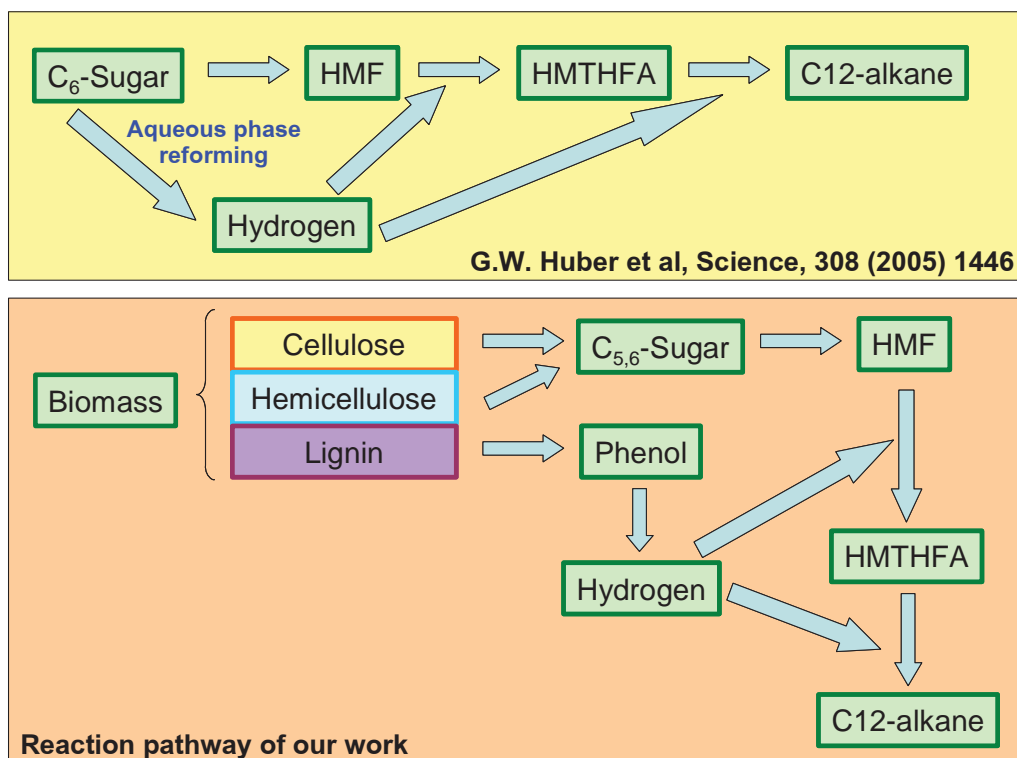 C₆-Sugar
HMF
HMTHFA
C12-alkane
Aqueous phase
reforming
Hydrogen
G.W. Huber et al, Science, 308 (2005) 1446
Cellulose
C₅,₆-Sugar
HMF
Biomass
Hemicellulose
Lignin
Phenol
HMTHFA
Hydrogen
C12-alkane
Reaction pathway of our work